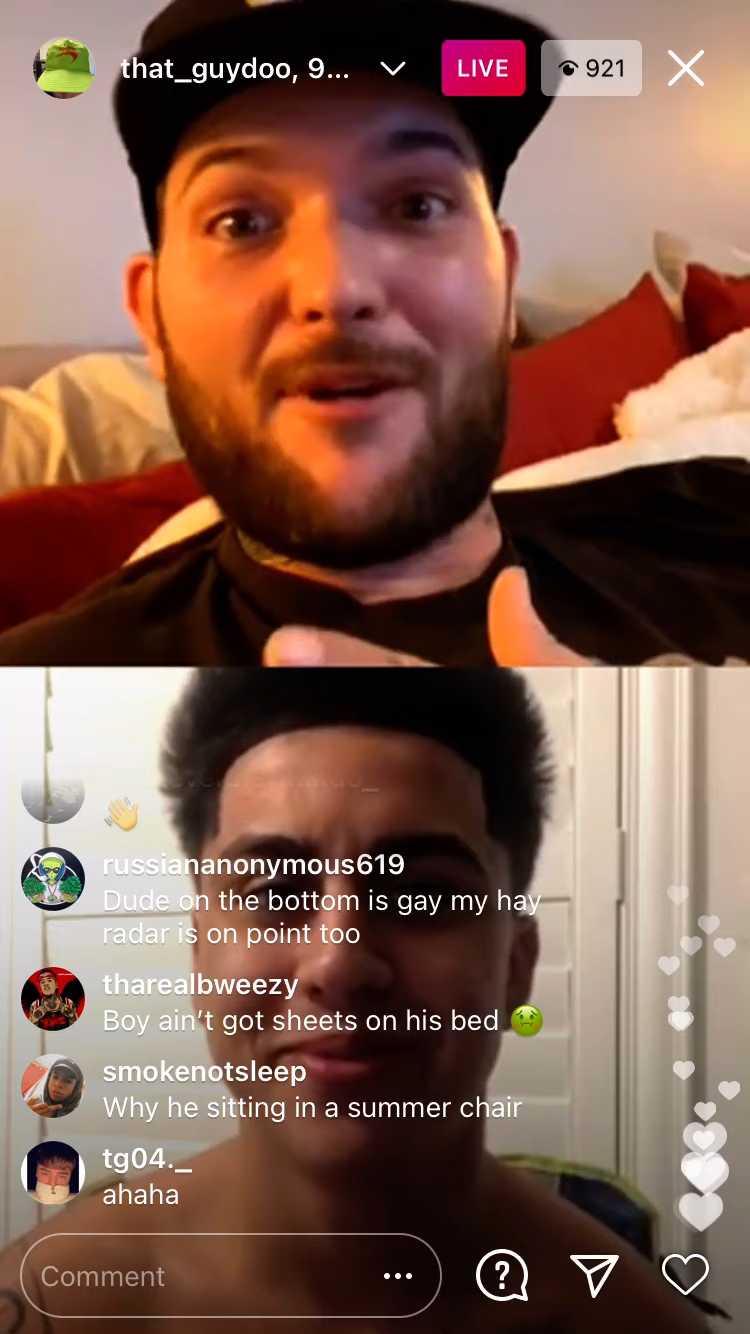 that_guydoo, 9...
LIVE
921
russiananonymous619
Dude on the bottom is gay my hay
radar is on point too
tharealbweezy
Boy ain’t got sheets on his bed 🤢
smokenotsleep
Why he sitting in a summer chair
tg04._
ahaha
Comment